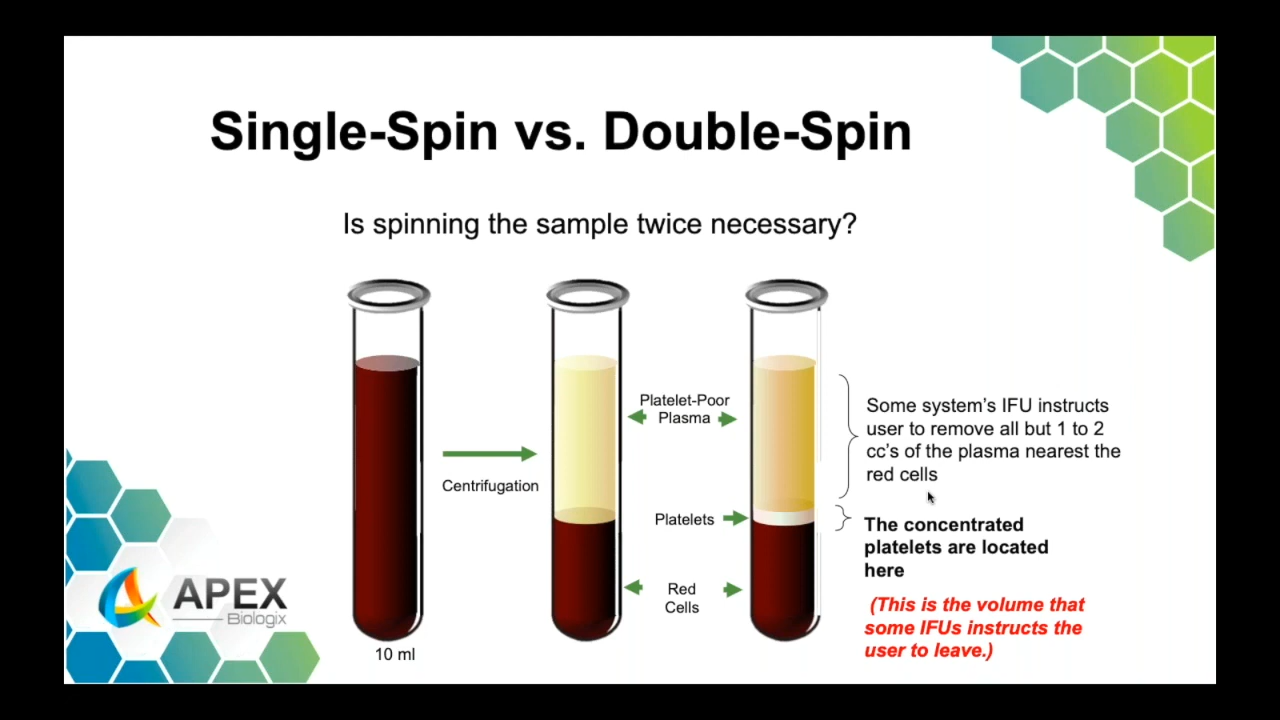 Single-Spin vs. Double-Spin
Is spinning the sample twice necessary?
Centrifugation
10 ml
Platelet-Poor
Plasma
Platelets
Red
Cells
Some system's IFU instructs
user to remove all but 1 to 2
cc's of the plasma nearest the
red cells
The concentrated
platelets are located
here
(This is the volume that
some IFUs instructs the
user to leave.)
APEX
Biologix